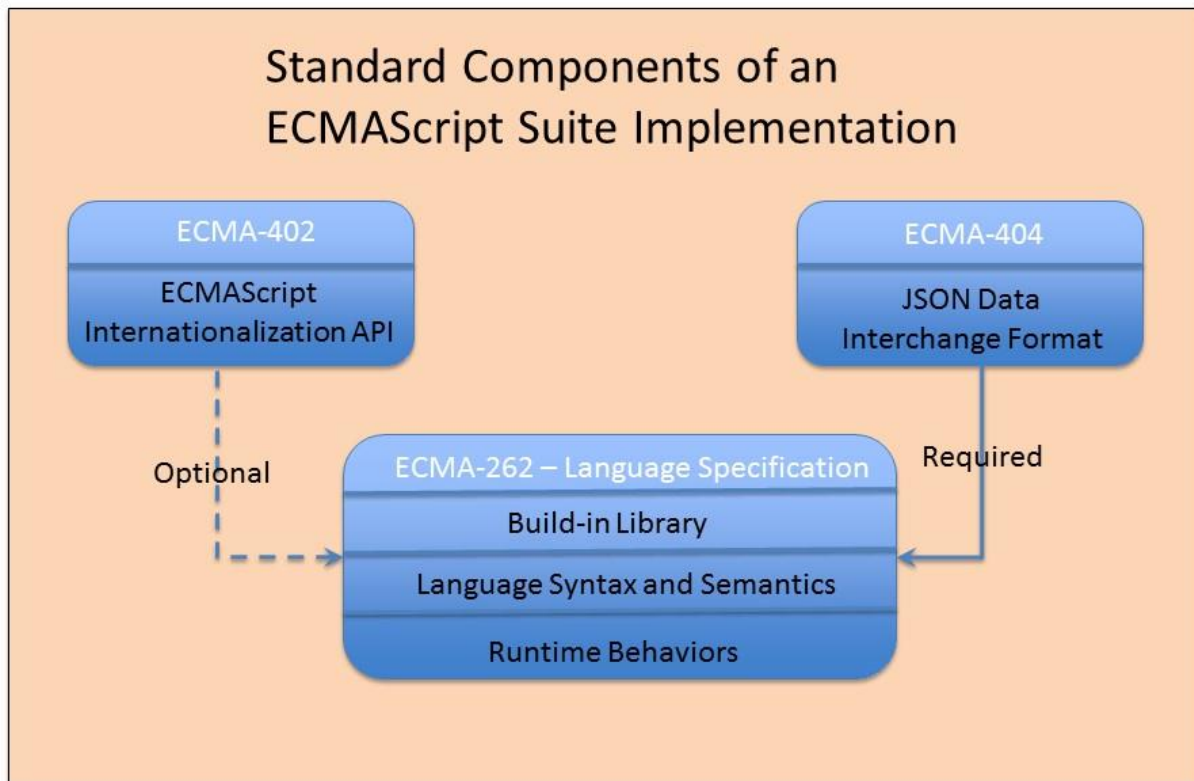 Standard Components of an
ECMAScript Suite Implementation
ECMA-402
ECMAScript
Internationalization API
ECMA-404
JSON Data
Interchange Format
Optional
Required
ECMA-262 – Language Specification
Build-in Library
Language Syntax and Semantics
Runtime Behaviors